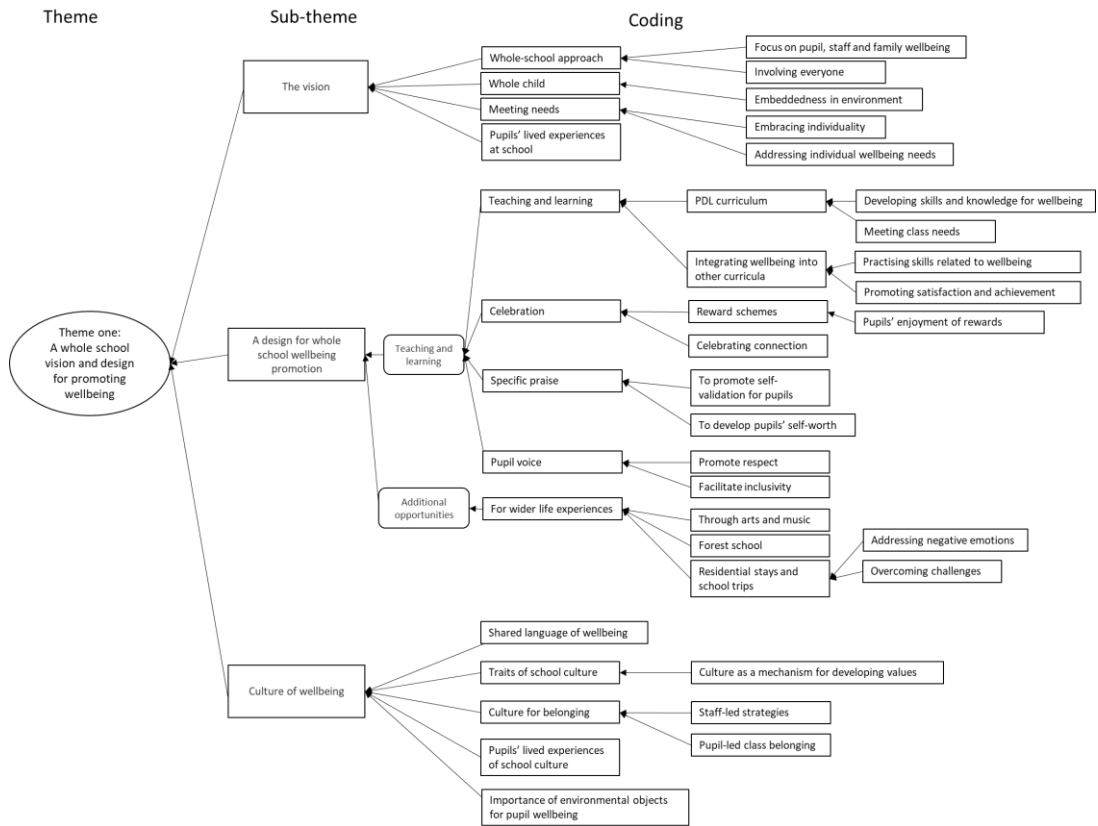 Theme
Sub-theme
Coding
The vision
Whole-school approach
Focus on pupil, staff and family wellbeing
Involving everyone
Whole child
Embeddedness in environment
Meeting needs
Embracing individuality
Addressing individual wellbeing needs
Pupils' lived experiences
at school
Theme one:
A whole school
vision and design
for promoting
wellbeing
A design for whole
school wellbeing
promotion
Teaching and
learning
Teaching and learning
PDL curriculum
Developing skills and knowledge for wellbeing
Meeting class needs
Integrating wellbeing into
other curricula
Practising skills related to wellbeing
Promoting satisfaction and achievement
Celebration
Reward schemes
Pupils' enjoyment of rewards
Celebrating connection
Specific praise
To promote self-
validation for pupils
To develop pupils' self-worth
Pupil voice
Promote respect
Facilitate inclusivity
Additional
opportunities
For wider life experiences
Through arts and music
Forest school
Residential stays and
school trips
Addressing negative emotions
Overcoming challenges
Culture of wellbeing
Shared language of wellbeing
Traits of school culture
Culture as a mechanism for developing values
Culture for belonging
Staff-led strategies
Pupil-led class belonging
Pupils' lived experiences
of school culture
Importance of environmental objects
for pupil wellbeing